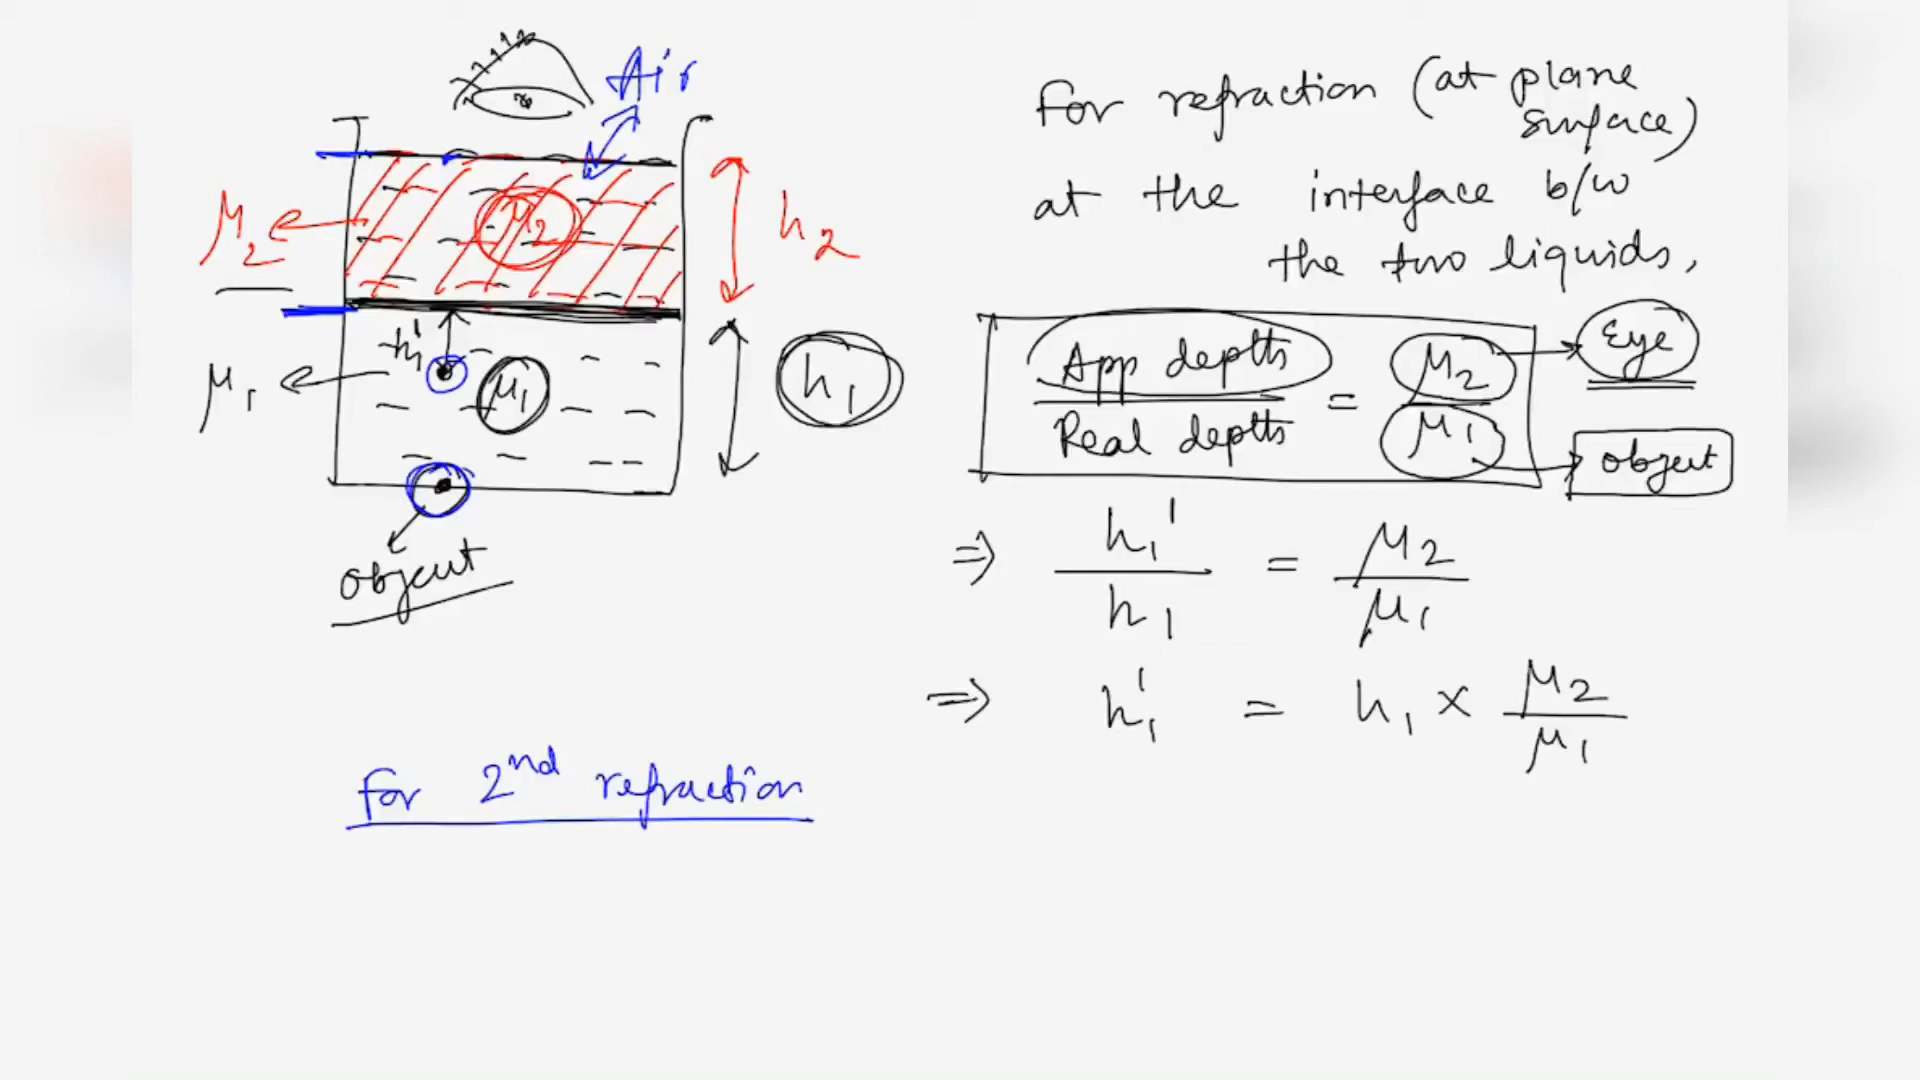 Air
μ2
μ2
h2
h1'
μ1
μ1
h1
object
For refraction (at plane
surface)
at the interface b/w
the two liquids,
App depth
Real depth
=
μ2
μ1
Eye
object
⇒ h1' / h1 = μ2 / μ1
⇒ h1' = h1 × μ2 / μ1
For 2nd refraction